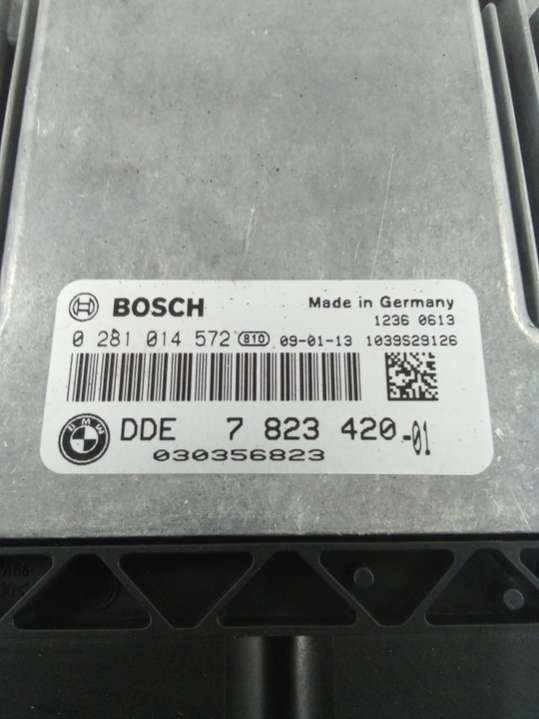 BOSCH Made in Germany
1236 0613
0 281 014 572 810 09-01-13 1039S29126
BMW DDE 7 823 420-01
030356823